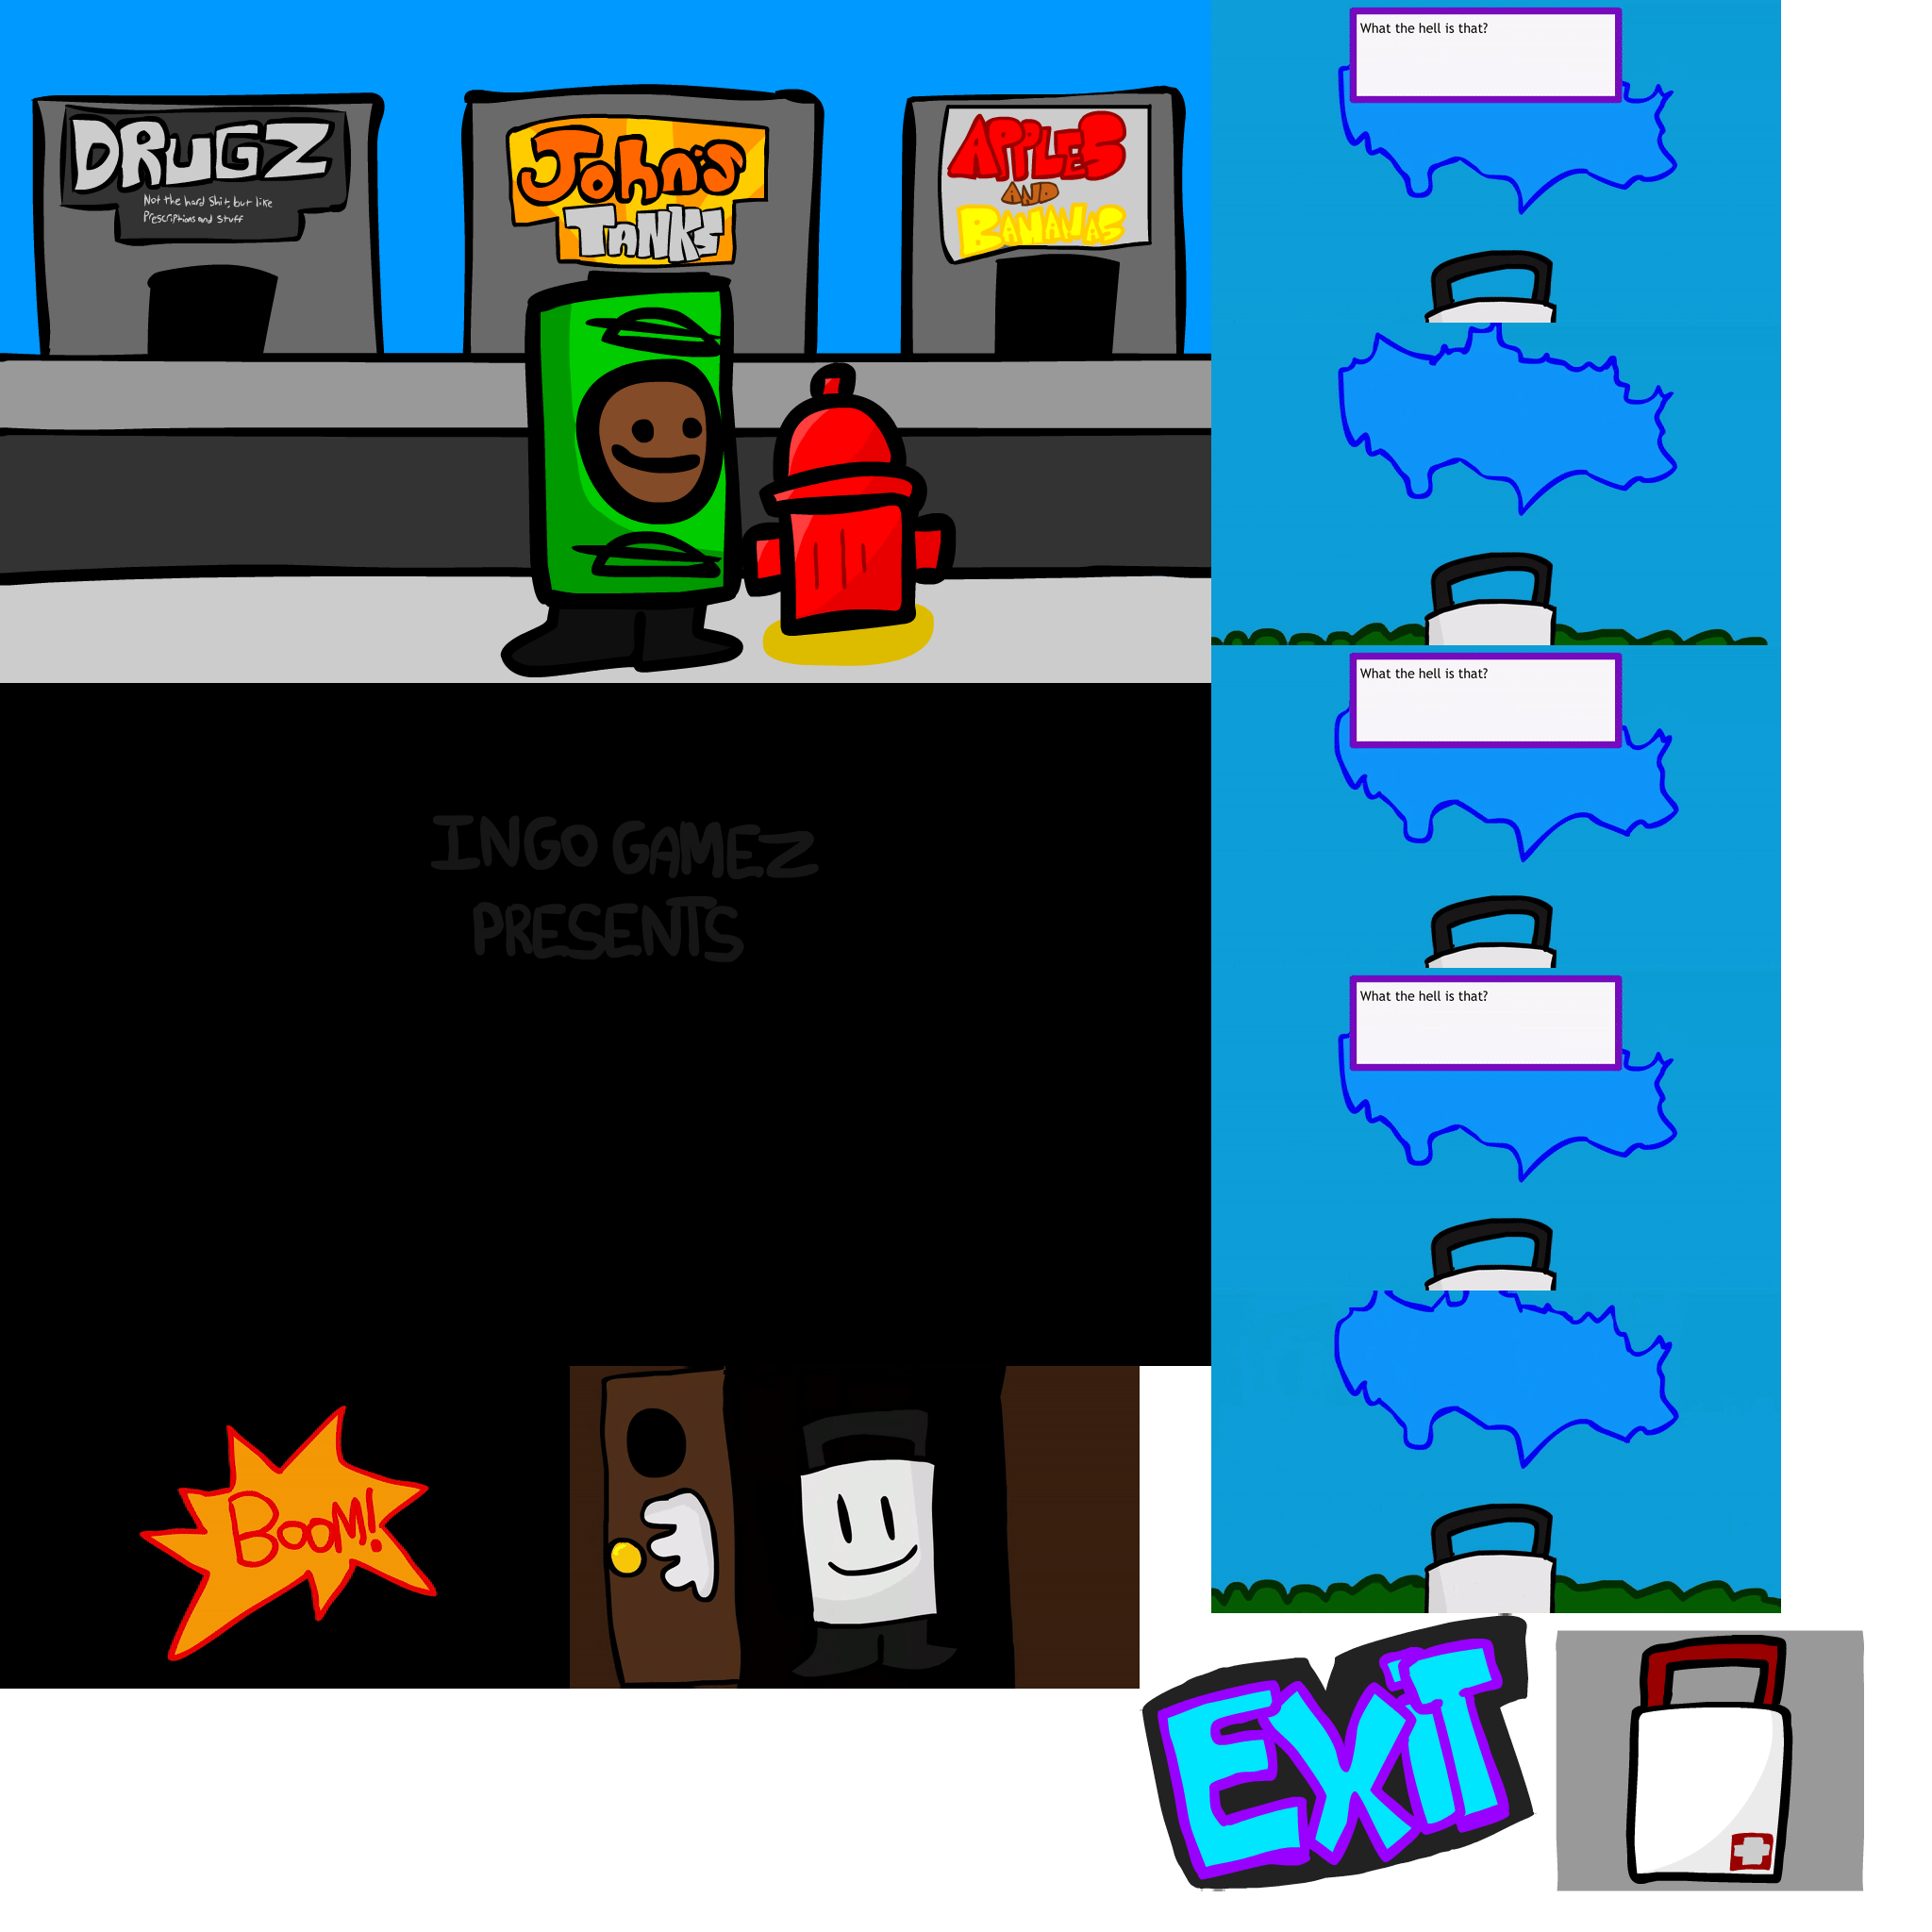 DRUGZ
Not the hard Shit, but like
Prescriptions and stuff
John's
Tanks
APPLES
AND
BANANAS
What the hell is that?
INGO GAMEZ
PRESENTS
What the hell is that?
What the hell is that?
BOOM!
EXiT